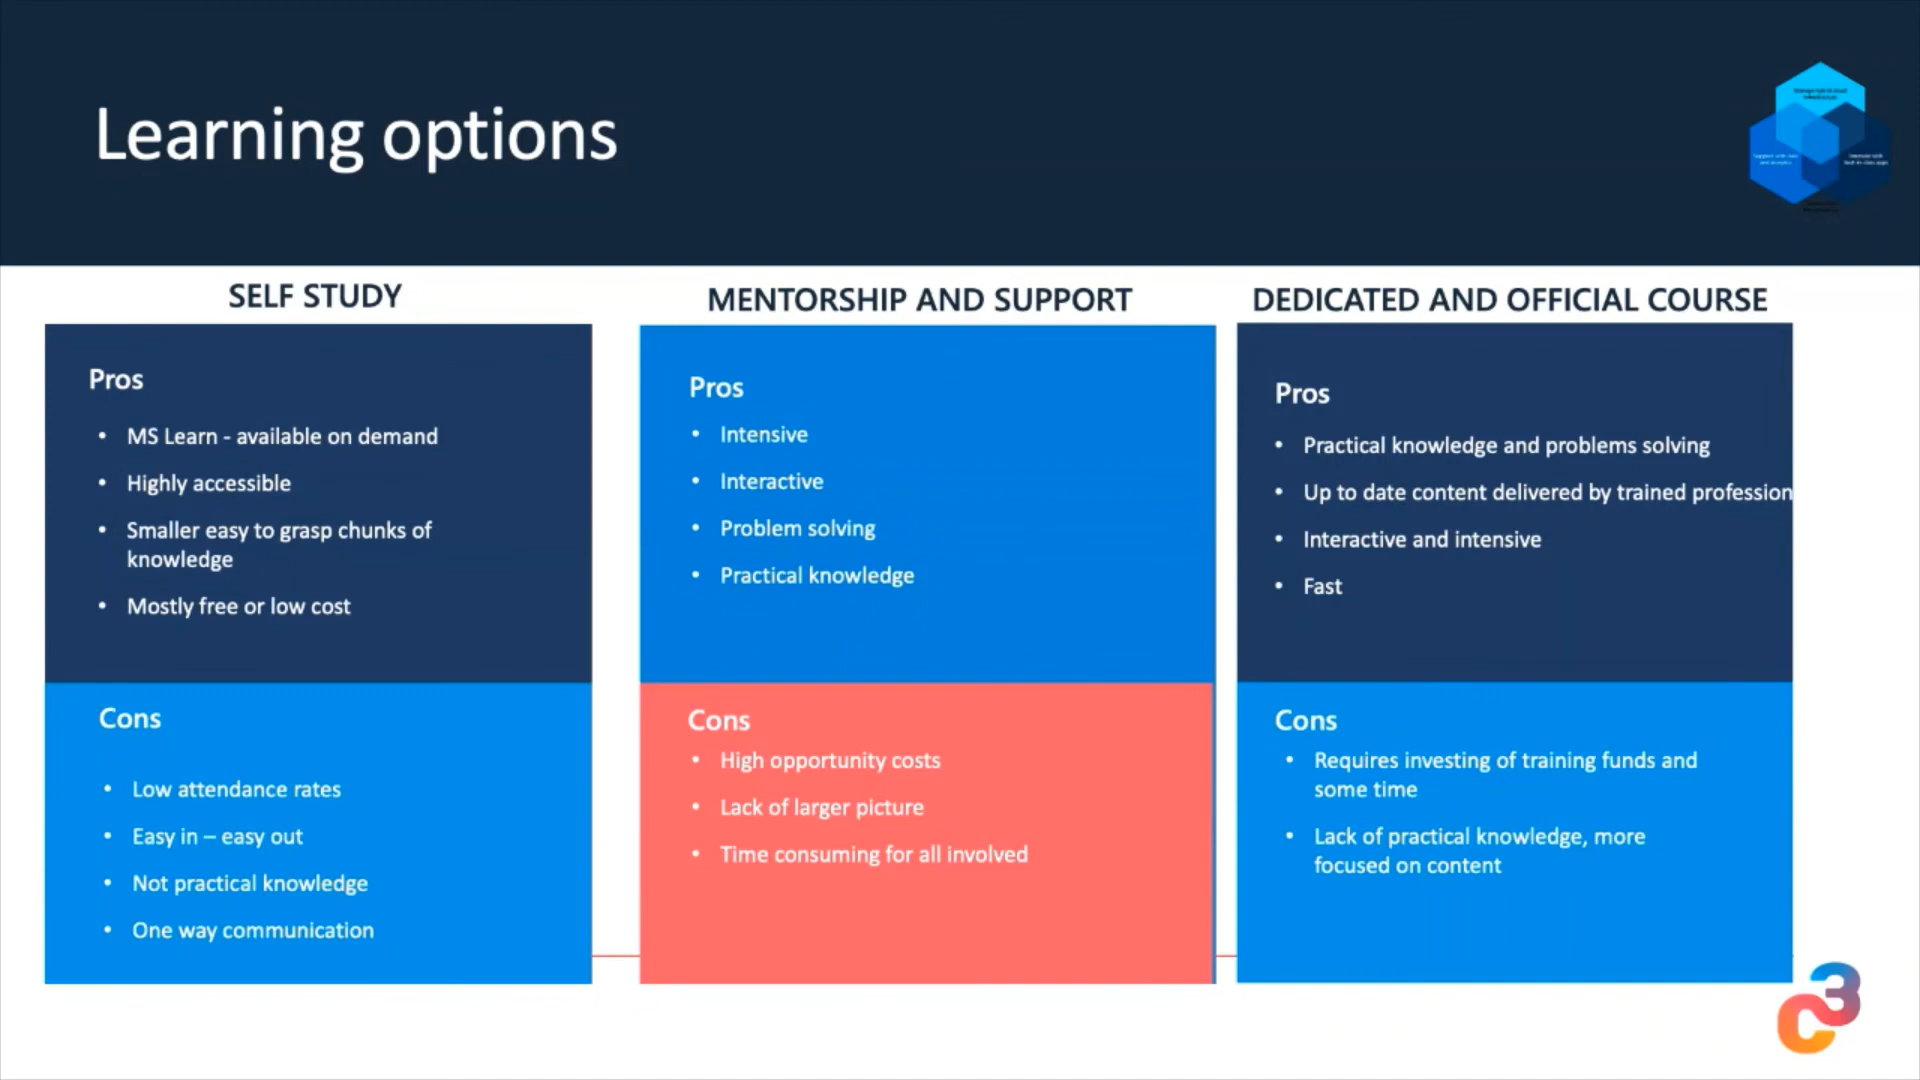 Learning options
SELF STUDY
Pros
• MS Learn - available on demand
• Highly accessible
• Smaller easy to grasp chunks of
knowledge
• Mostly free or low cost
Cons
• Low attendance rates
• Easy in – easy out
• Not practical knowledge
• One way communication
MENTORSHIP AND SUPPORT
Pros
• Intensive
• Interactive
• Problem solving
• Practical knowledge
Cons
• High opportunity costs
• Lack of larger picture
• Time consuming for all involved
DEDICATED AND OFFICIAL COURSE
Pros
• Practical knowledge and problems solving
• Up to date content delivered by trained profession
• Interactive and intensive
• Fast
Cons
• Requires investing of training funds and
some time
• Lack of practical knowledge, more
focused on content
c3